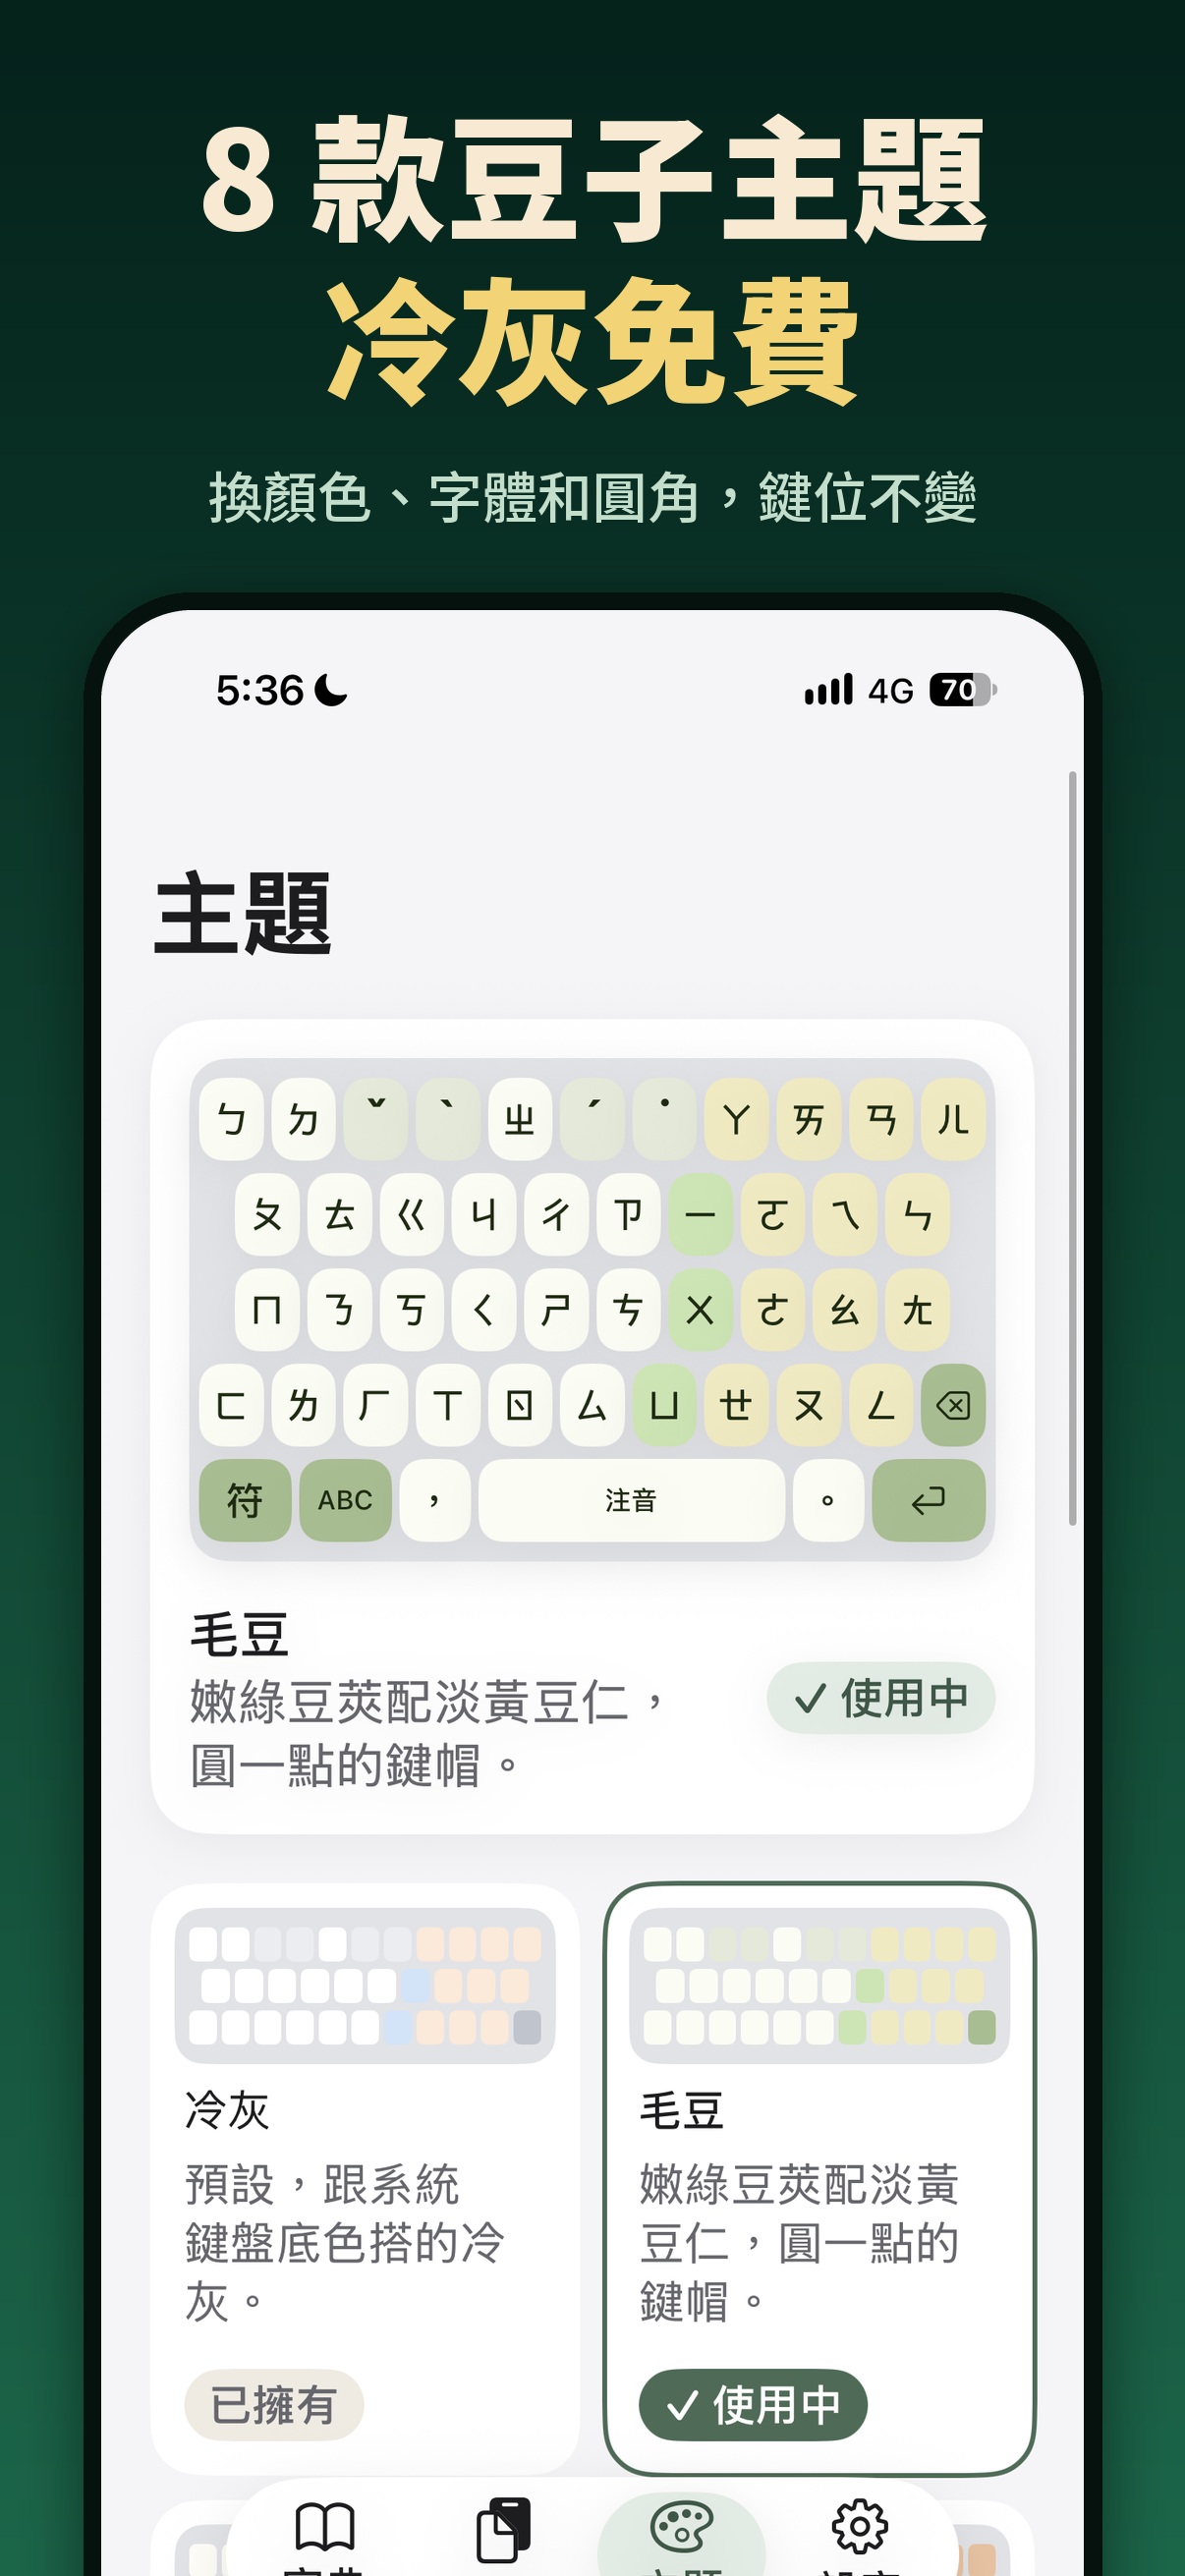 8 款豆子主題
冷灰免費
換顏色、字體和圓角，鍵位不變
5:36 4G 70
主題
ㄅ ㄉ ˇ ˋ ㄓ ˊ ˙ ㄚ ㄞ ㄢ ㄦ
ㄆ ㄊ ㄍ ㄐ ㄔ ㄗ ㄧ ㄛ ㄟ ㄣ
ㄇ ㄋ ㄎ ㄑ ㄕ ㄘ ㄨ ㄜ ㄠ ㄤ
ㄈ ㄌ ㄏ ㄒ ㄖ ㄙ ㄩ ㄝ ㄡ ㄥ
符 ABC ， 注音 。
毛豆
嫩綠豆莢配淡黃豆仁，
圓一點的鍵帽。
✓ 使用中
冷灰
預設，跟系統
鍵盤底色搭的冷
灰。
已擁有
毛豆
嫩綠豆莢配淡黃
豆仁，圓一點的
鍵帽。
✓ 使用中